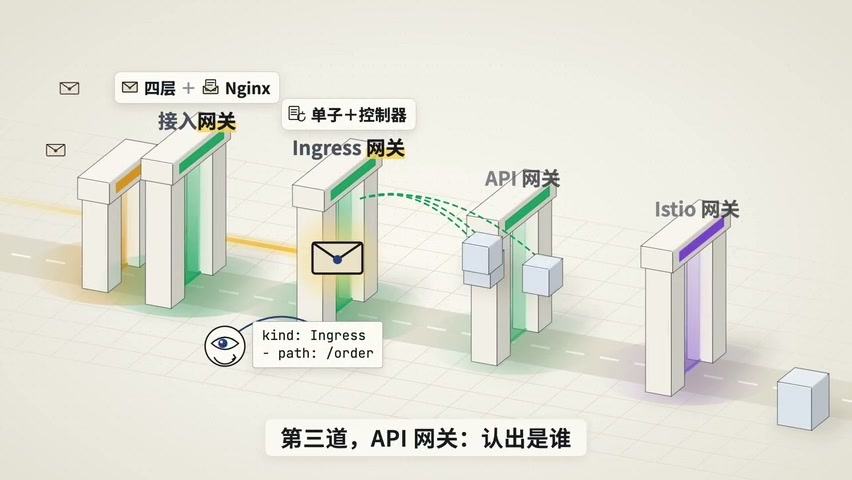 四层 + Nginx
接入网关
单子+控制器
Ingress 网关
API 网关
Istio 网关
kind: Ingress
- path: /order
第三道，API 网关：认出是谁